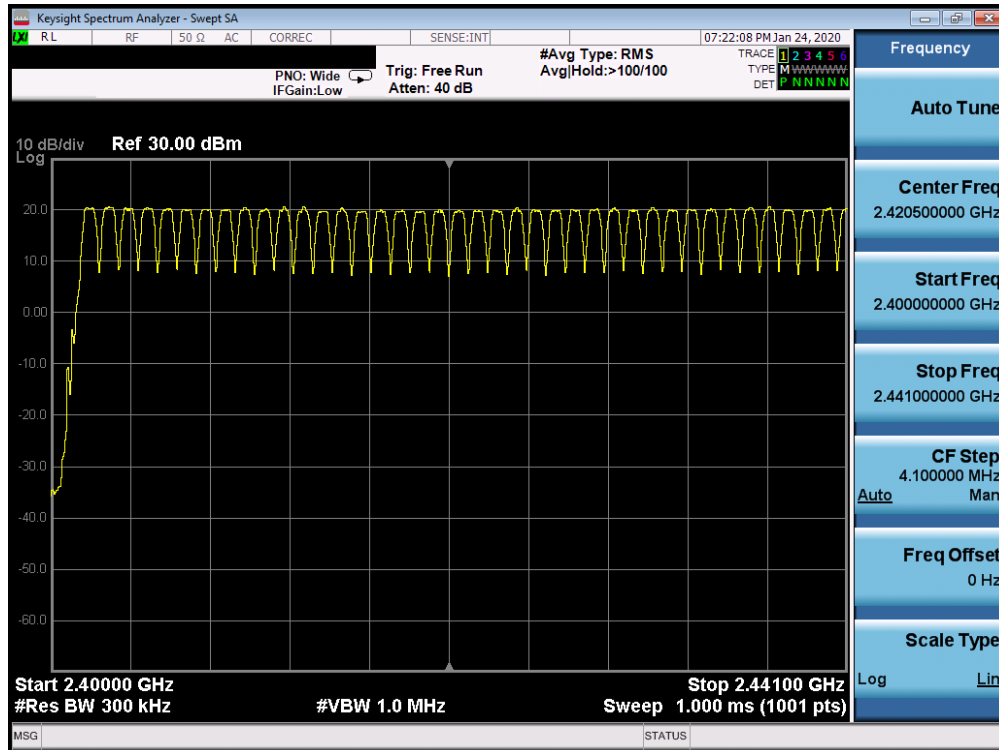 Keysight Spectrum Analyzer - Swept SA
LXI RL RF 50 Ω AC CORREC SENSE:INT 07:22:08 PM Jan 24, 2020
PNO: Wide
IFGain:Low
Trig: Free Run
Atten: 40 dB
#Avg Type: RMS
Avg|Hold:>100/100
TRACE 1 2 3 4 5 6
TYPE M WWWWW
DET P N N N N N
10 dB/div
Log
Ref 30.00 dBm
20.0
10.0
0.00
-10.0
-20.0
-30.0
-40.0
-50.0
-60.0
Start 2.40000 GHz
Stop 2.44100 GHz
#Res BW 300 kHz
#VBW 1.0 MHz
Sweep 1.000 ms (1001 pts)
MSG
STATUS
Frequency
Auto Tune
Center Freq
2.420500000 GHz
Start Freq
2.400000000 GHz
Stop Freq
2.441000000 GHz
CF Step
4.100000 MHz
Auto Man
Freq Offset
0 Hz
Scale Type
Log Lin